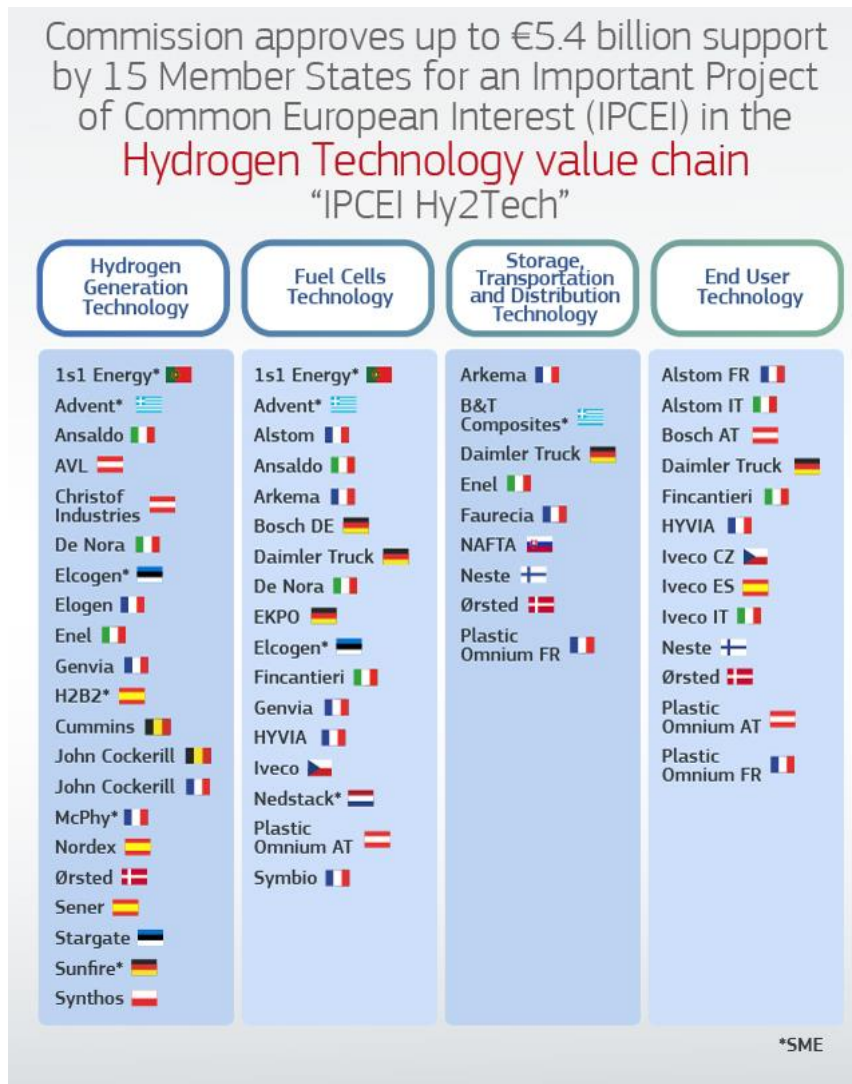 Commission approves up to €5.4 billion support
by 15 Member States for an Important Project
of Common European Interest (IPCEI) in the
Hydrogen Technology value chain
“IPCEI Hy2Tech”
Hydrogen
Generation
Technology
1s1 Energy*
Advent*
Ansaldo
AVL
Christof
Industries
De Nora
Elcogen*
Elogen
Enel
Genvia
H2B2*
Cummins
John Cockerill
John Cockerill
McPhy*
Nordex
Ørsted
Sener
Stargate
Sunfire*
Synthos
Fuel Cells
Technology
1s1 Energy*
Advent*
Alstom
Ansaldo
Arkema
Bosch DE
Daimler Truck
De Nora
EKPO
Elcogen*
Fincantieri
Genvia
HYVIA
Iveco
Nedstack*
Plastic
Omnium AT
Symbio
Storage,
Transportation
and Distribution
Technology
Arkema
B&T
Composites*
Daimler Truck
Enel
Faurecia
NAFTA
Neste
Ørsted
Plastic
Omnium FR
End User
Technology
Alstom FR
Alstom IT
Bosch AT
Daimler Truck
Fincantieri
HYVIA
Iveco CZ
Iveco ES
Iveco IT
Neste
Ørsted
Plastic
Omnium AT
Plastic
Omnium FR
*SME